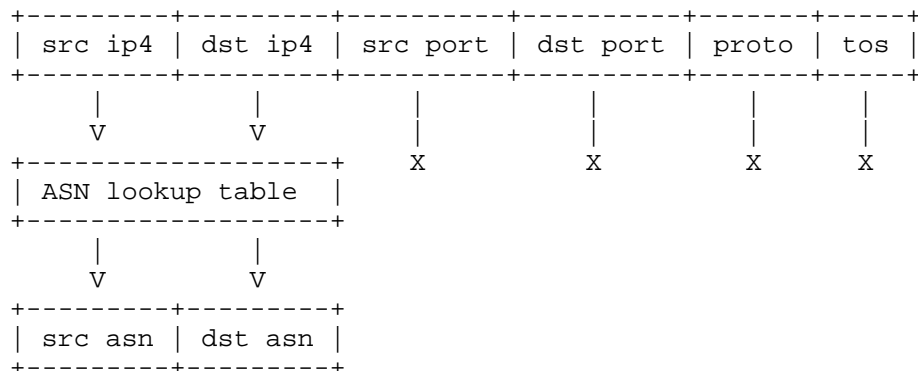 +---------+---------+----------+----------+-------+-----+
| src ip4 | dst ip4 | src port | dst port | proto | tos |
+---------+---------+----------+----------+-------+-----+
| | | | | |
V V | | | |
+-------------------+ X X X X
| ASN lookup table |
+-------------------+
| |
V V
+---------+---------+
| src asn | dst asn |
+---------+---------+